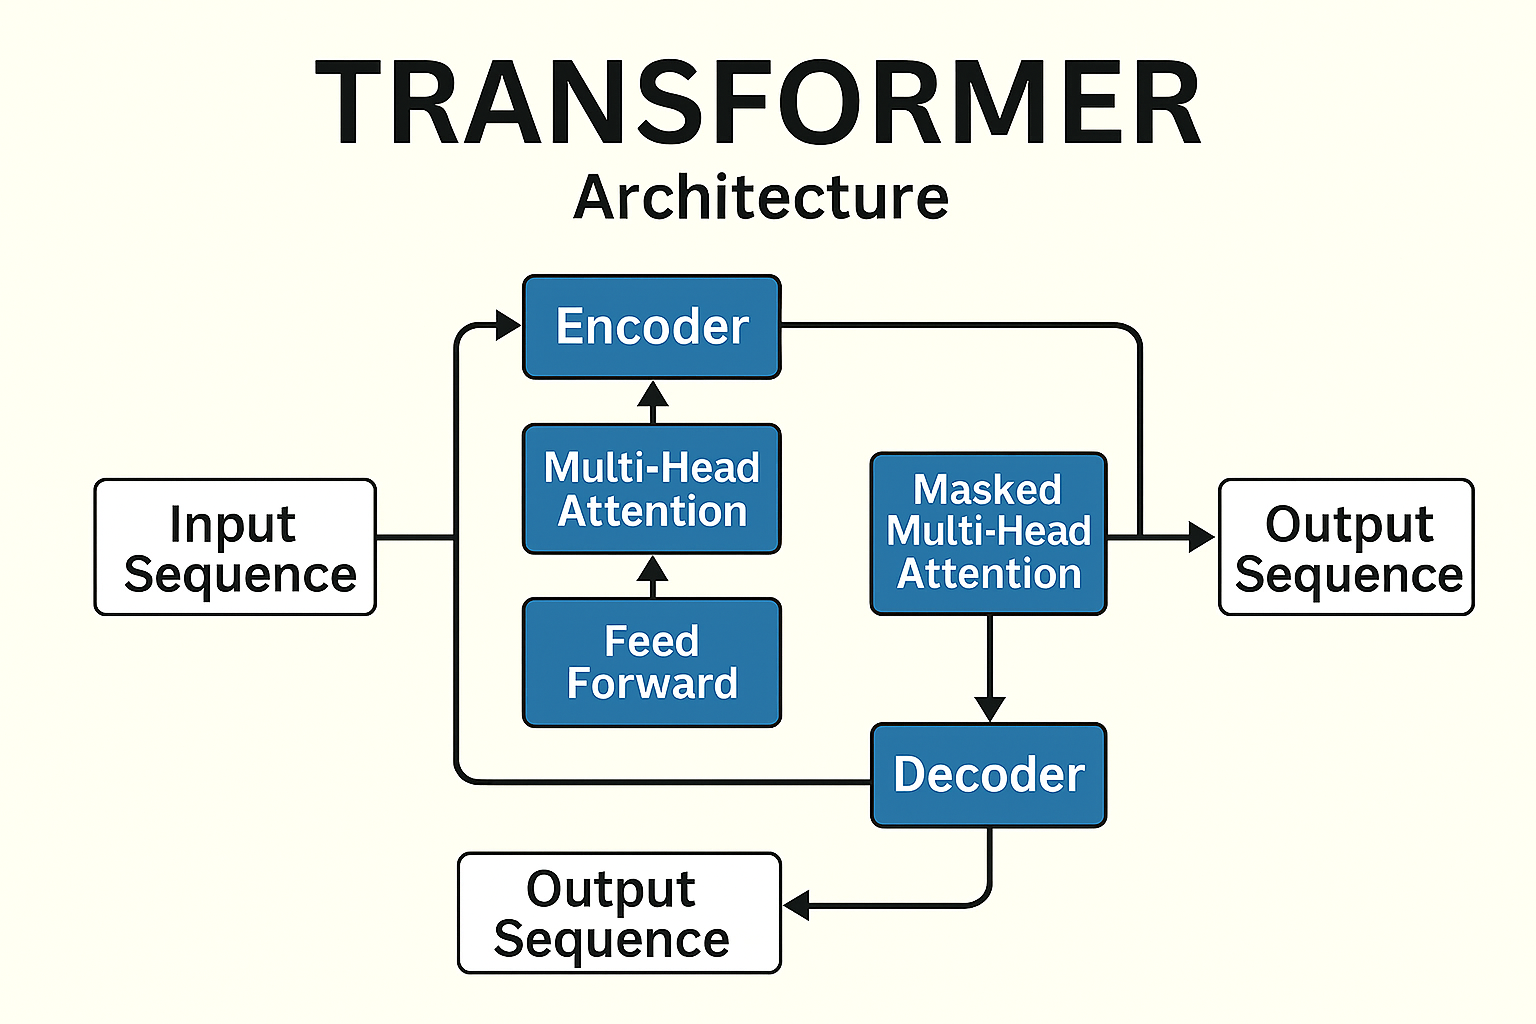 TRANSFORMER
Architecture
Encoder
Multi-Head
Attention
Feed
Forward
Input
Sequence
Masked
Multi-Head
Attention
Output
Sequence
Decoder
Output
Sequence